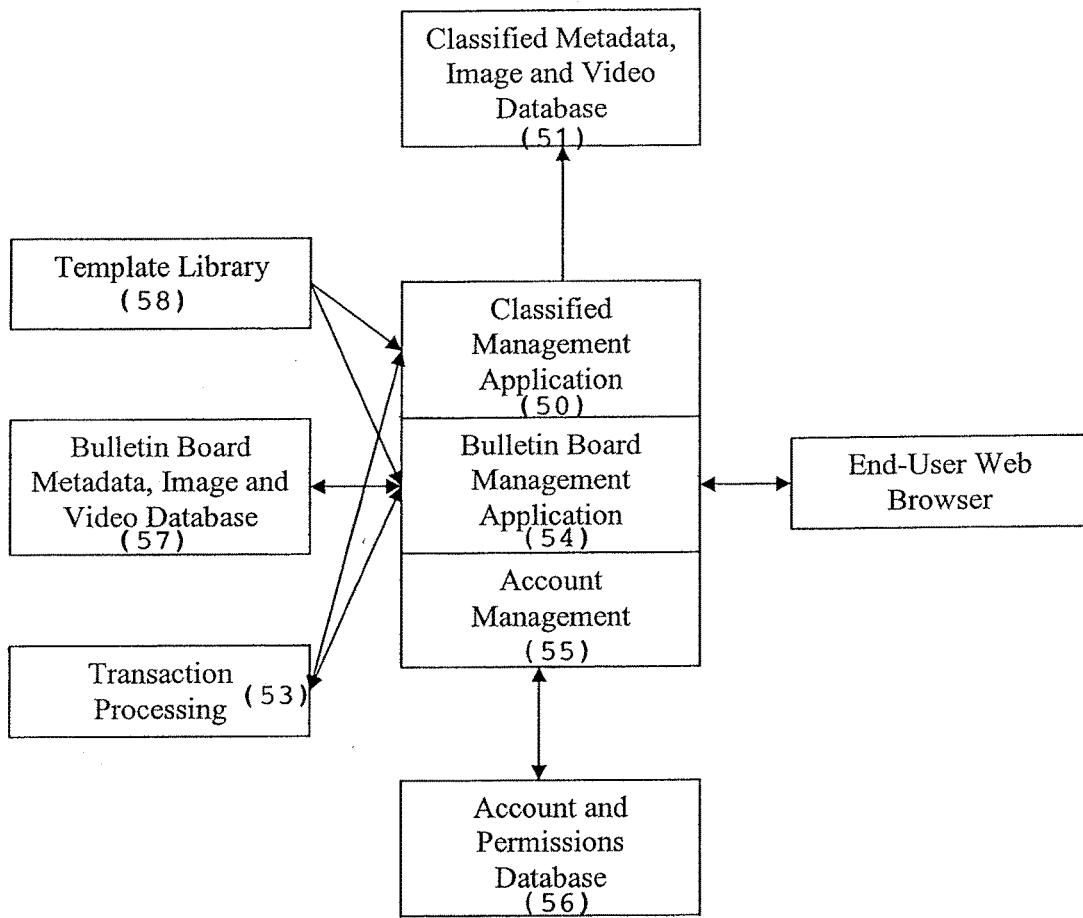 Classified Metadata,
Image and Video
Database
(51)
Template Library
(58)
Classified
Management
Application
(50)
Bulletin Board
Metadata, Image and
Video Database
(57)
Bulletin Board
Management
Application
(54)
End-User Web
Browser
Account
Management
(55)
Transaction
Processing
(53)
Account and
Permissions
Database
(56)